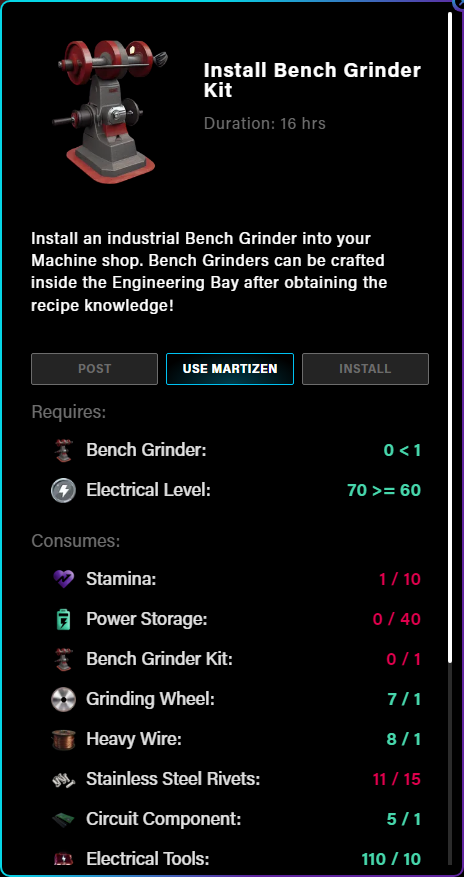 Install Bench Grinder
Kit
Duration: 16 hrs
Install an industrial Bench Grinder into your
Machine shop. Bench Grinders can be crafted
inside the Engineering Bay after obtaining the
recipe knowledge!
POST USE MARTIZEN INSTALL
Requires:
Bench Grinder: 0 < 1
Electrical Level: 70 >= 60
Consumes:
Stamina: 1 / 10
Power Storage: 0 / 40
Bench Grinder Kit: 0 / 1
Grinding Wheel: 7 / 1
Heavy Wire: 8 / 1
Stainless Steel Rivets: 11 / 15
Circuit Component: 5 / 1
Electrical Tools: 110 / 10